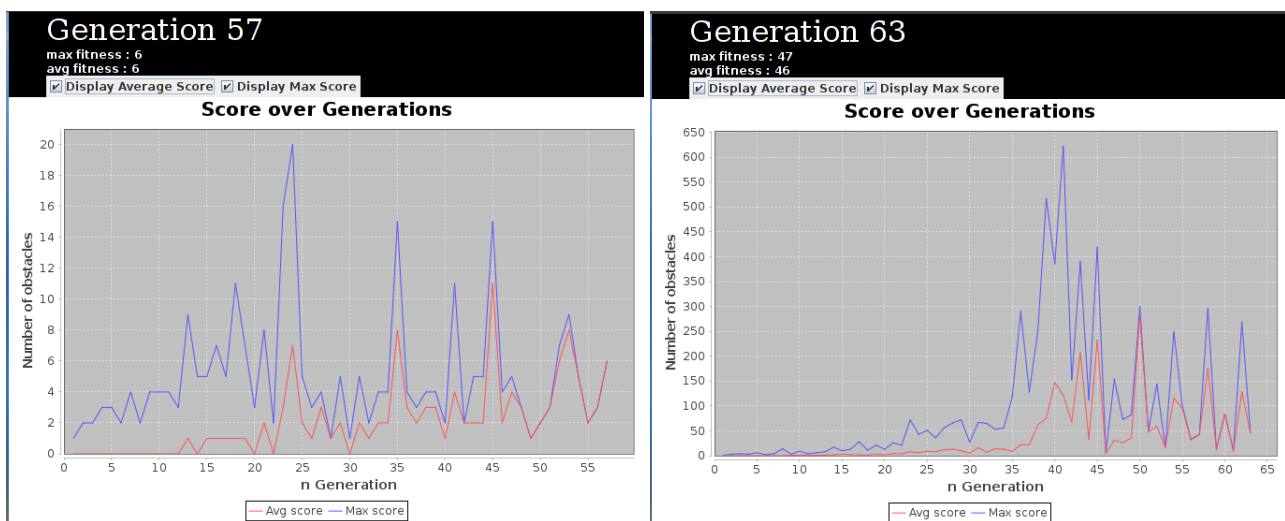 Generation 57
max fitness : 6
avg fitness : 6
Display Average Score Display Max Score
Score over Generations
Number of obstacles
20
18
16
14
12
10
8
6
4
2
0
0 5 10 15 20 25 30 35 40 45 50 55
n Generation
Avg score Max score
Generation 63
max fitness : 47
avg fitness : 46
Display Average Score Display Max Score
Score over Generations
Number of obstacles
650
600
550
500
450
400
350
300
250
200
150
100
50
0
0 5 10 15 20 25 30 35 40 45 50 55 60 65
n Generation
Avg score Max score